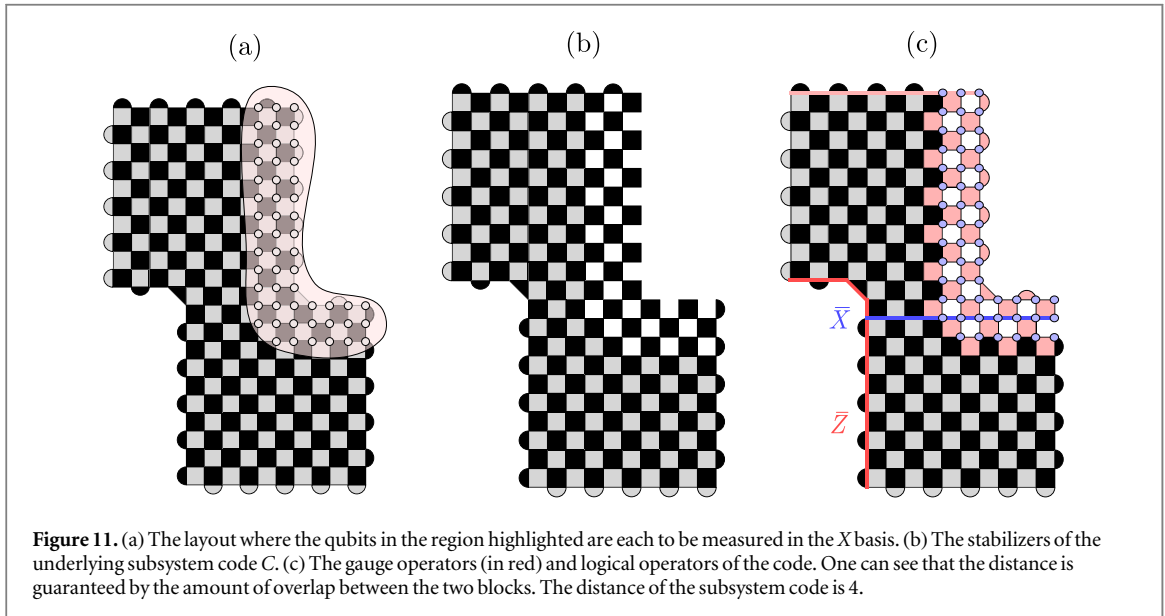 (a)
(b)
(c)
X̅
Z̅
Figure 11. (a) The layout where the qubits in the region highlighted are each to be measured in the X basis. (b) The stabilizers of the
underlying subsystem code C. (c) The gauge operators (in red) and logical operators of the code. One can see that the distance is
guaranteed by the amount of overlap between the two blocks. The distance of the subsystem code is 4.